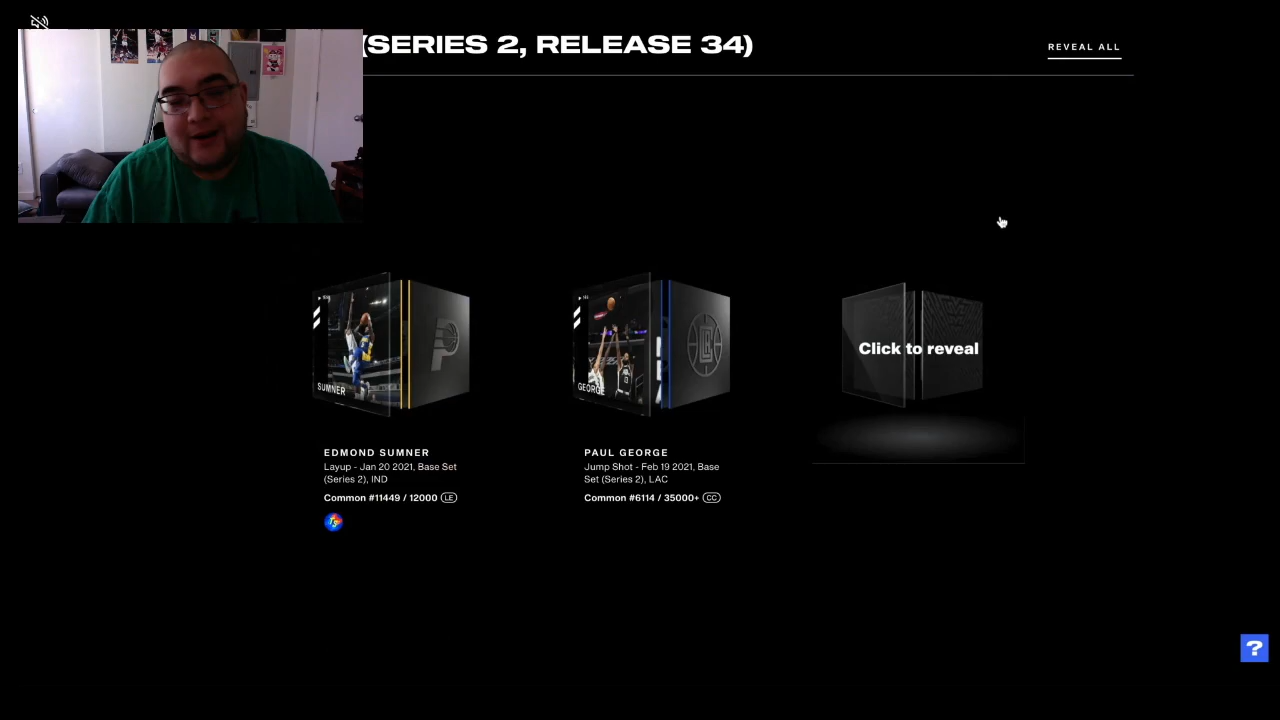 (SERIES 2, RELEASE 34)
REVEAL ALL
SUMNER
GEORGE
Click to reveal
EDMOND SUMNER
Layup - Jan 20 2021, Base Set
(Series 2), IND
Common #11449 / 12000 LE
TS
PAUL GEORGE
Jump Shot - Feb 19 2021, Base
Set (Series 2), LAC
Common #6114 / 35000+ CC
?